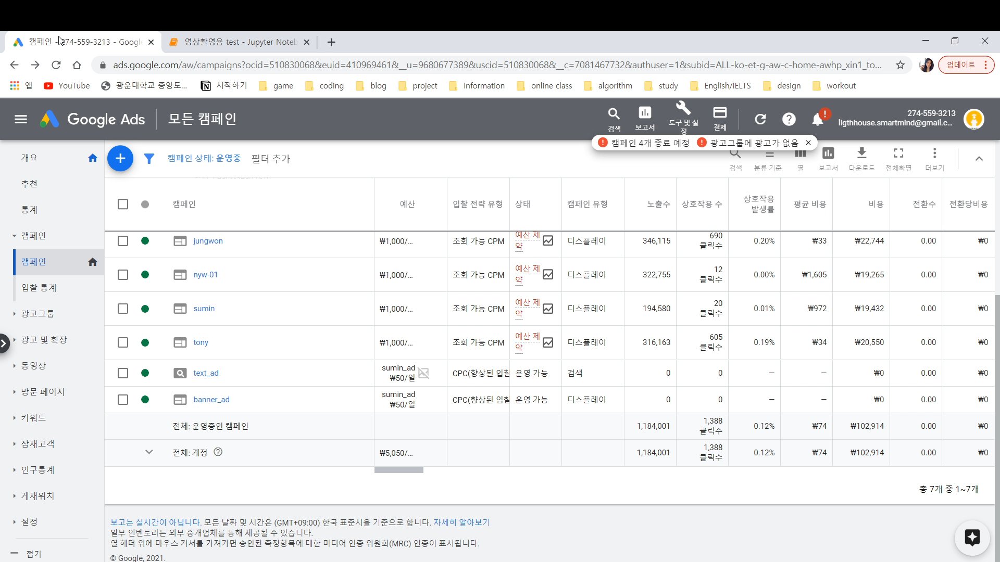 캠페인 - 274-559-3213 - Google
영상촬영용 test - Jupyter Noteb
ads.google.com/aw/campaigns?ocid=510830068&euid=410969461&__u=9680677389&uscid=510830068&__c=7081467732&authuser=1&subid=ALL-ko-et-g-aw-c-home-awhp_xin1_to...
업데이트
앱 YouTube 광운대학교 중앙도... 시작하기 game coding blog project Information online class algorithm study English/IELTS design workout
Google Ads 모든 캠페인
검색 보고서 도구 및 설정 결제
274-559-3213
ligthhouse.smartmind@gmail.c...
캠페인 4개 종료 예정 광고그룹에 광고가 없음
개요
추천
통계
캠페인
캠페인
입찰 통계
광고그룹
광고 및 확장
동영상
방문 페이지
키워드
잠재고객
인구통계
게재위치
설정
접기
캠페인 상태: 운영중 필터 추가
검색 분류 기준 열 보고서 다운로드 전체화면 더보기
캠페인 예산 입찰 전략 유형 상태 캠페인 유형 노출수 상호작용 수 상호작용 발생률 평균 비용 비용 전환수 전환당비용
jungwon ₩1,000/... 조회 가능 CPM 예산 제약 디스플레이 346,115 690 클릭수 0.20% ₩33 ₩22,744 0.00 ₩0
nyw-01 ₩1,000/... 조회 가능 CPM 예산 제약 디스플레이 322,755 12 클릭수 0.00% ₩1,605 ₩19,265 0.00 ₩0
sumin ₩1,000/... 조회 가능 CPM 예산 제약 디스플레이 194,580 20 클릭수 0.01% ₩972 ₩19,432 0.00 ₩0
tony ₩1,000/... 조회 가능 CPM 예산 제약 디스플레이 316,163 605 클릭수 0.19% ₩34 ₩20,550 0.00 ₩0
text_ad sumin_ad ₩50/일 CPC(향상된 입찰 운영 가능 검색 0 0 – – ₩0 0.00 ₩0
banner_ad sumin_ad ₩50/일 CPC(향상된 입찰 운영 가능 디스플레이 0 0 – – ₩0 0.00 ₩0
전체: 운영중인 캠페인 1,184,001 1,388 클릭수 0.12% ₩74 ₩102,914 0.00 ₩0
전체: 계정 ₩5,050/... 1,184,001 1,388 클릭수 0.12% ₩74 ₩102,914 0.00 ₩0
총 7개 중 1~7개
보고는 실시간이 아닙니다. 모든 날짜 및 시간은 (GMT+09:00) 한국 표준시을 기준으로 합니다. 자세히 알아보기
일부 인벤토리는 외부 중개업체를 통해 제공될 수 있습니다.
열 헤더 위에 마우스 커서를 가져가면 승인된 측정항목에 대한 미디어 인증 위원회(MRC) 인증이 표시됩니다.
© Google, 2021.